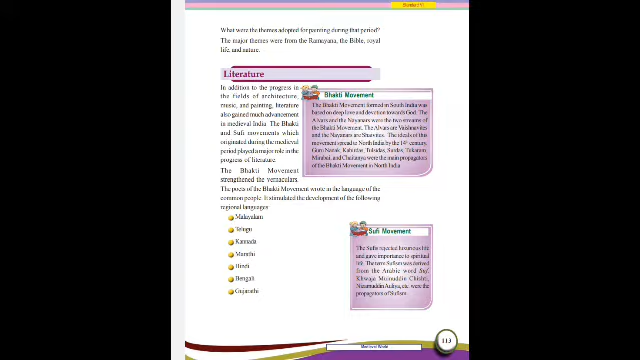 Standard VI
What were the themes adopted for painting during that period?
The major themes were from the Ramayana, the Bible, royal
life, and nature.
Literature
In addition to the progress in
the fields of architecture,
music, and painting, literature
also gained much advancement
in medieval India. The Bhakti
and Sufi movements which
originated during the medieval
period played a major role in the
progress of literature.
The Bhakti Movement
strengthened the vernaculars.
The poets of the Bhakti Movement wrote in the language of the
common people. It stimulated the development of the following
regional languages
Bhakti Movement
The Bhakti Movement formed in South India was
based on deep love and devotion towards God. The
Alvars and the Nayanars were the two streams of
the Bhakti Movement. The Alvars are Vaishnavites
and the Nayanars are Shaivites. The ideals of this
movement spread to North India by the 14th century.
Guru Nanak, Kabirdas, Tulsidas, Surdas, Tukaram,
Mirabai, and Chaitanya were the main propagators
of the Bhakti Movement in North India
Malayalam
Telugu
Kannada
Marathi
Hindi
Bengali
Gujarathi
Sufi Movement
The Sufis rejected luxurious life
and gave importance to spiritual
life. The term Sufism was derived
from the Arabic word Suf.
Khwaja Moinuddin Chishti,
Nizamuddin Auliya, etc. were the
propagators of Sufism.
Medieval World
113